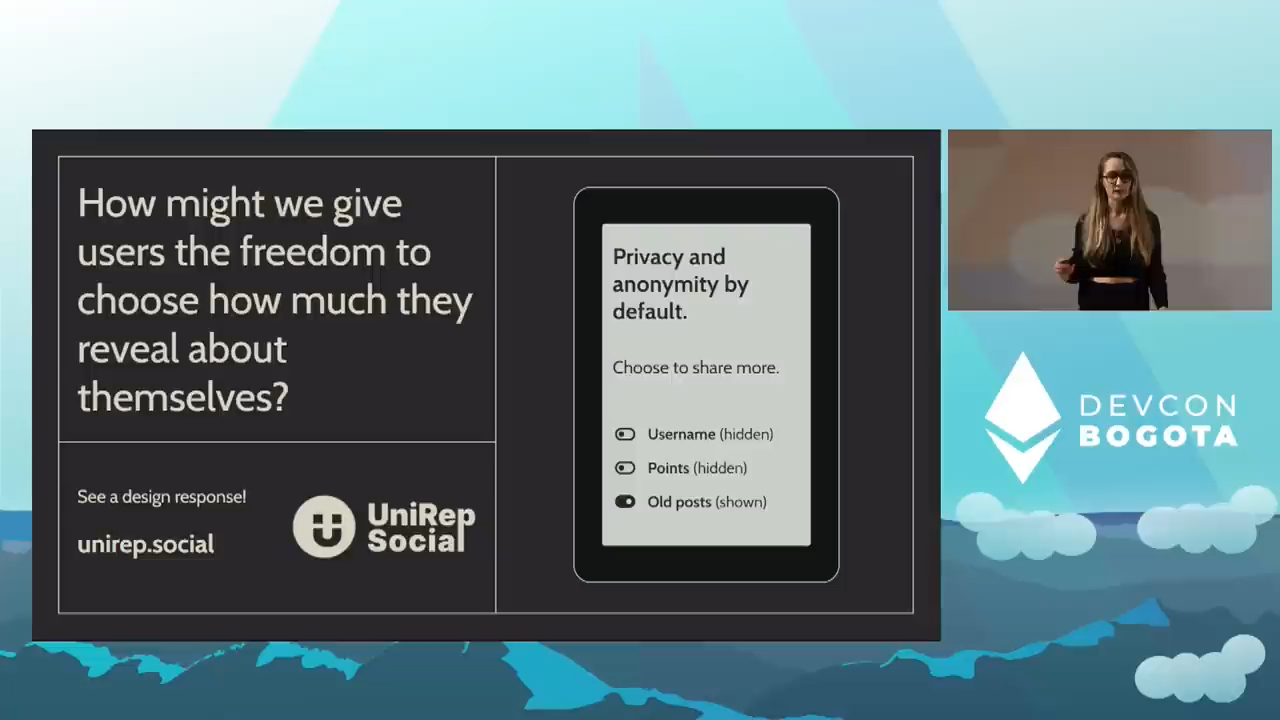 How might we give
users the freedom to
choose how much they
reveal about
themselves?
See a design response!
unirep.social
UniRep
Social
Privacy and
anonymity by
default.
Choose to share more.
Username (hidden)
Points (hidden)
Old posts (shown)
DEVCON
BOGOTA